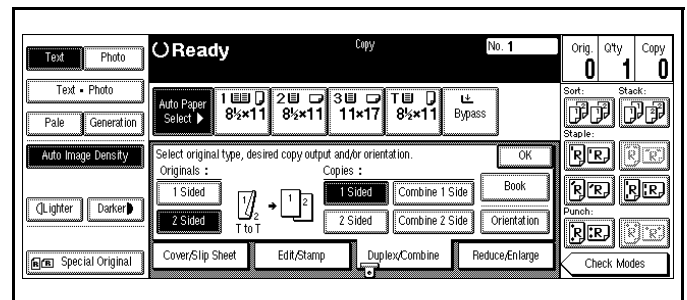 Text Photo
Text • Photo
Pale Generation
Auto Image Density
Lighter Darker
R R Special Original
Ready Copy No. 1
Auto Paper Select ▶
1 8½×11
2 8½×11
3 11×17
T 8½×11
Bypass
Select original type, desired copy output and/or orientation. OK
Originals : Copies :
1 Sided 1 Sided Combine 1 Side Book
1 2 → 1 2
2 Sided T to T 2 Sided Combine 2 Side Orientation
Cover/Slip Sheet Edit/Stamp Duplex/Combine Reduce/Enlarge
Orig. Q'ty Copy
0 1 0
Sort: Stack:
Staple:
R R R R
R R R R
Punch:
R R R R
Check Modes